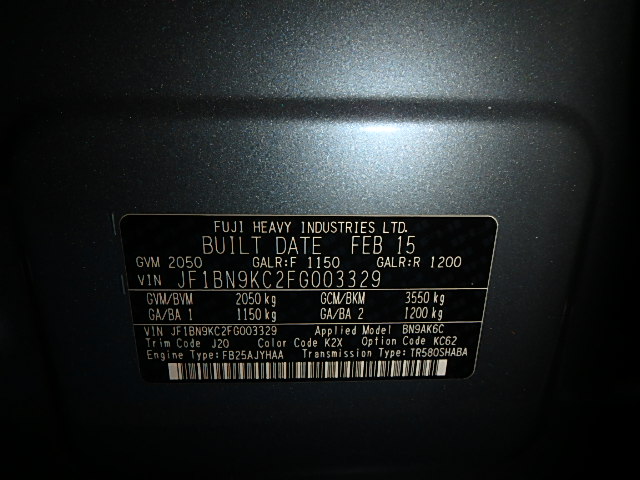 FUJI HEAVY INDUSTRIES LTD.
BUILT DATE FEB 15
GVM 2050 GALR:F 1150 GALR:R 1200
VIN JF1BN9KC2FG003329
GVM/BVM 2050 kg GCM/BKM 3550 kg
GA/BA 1 1150 kg GA/BA 2 1200 kg
VIN JF1BN9KC2FG003329 Applied Model BN9AK6C
Trim Code J20 Color Code K2X Option Code KC62
Engine Type: FB25AJYHAA Transmission Type: TR580SHABA